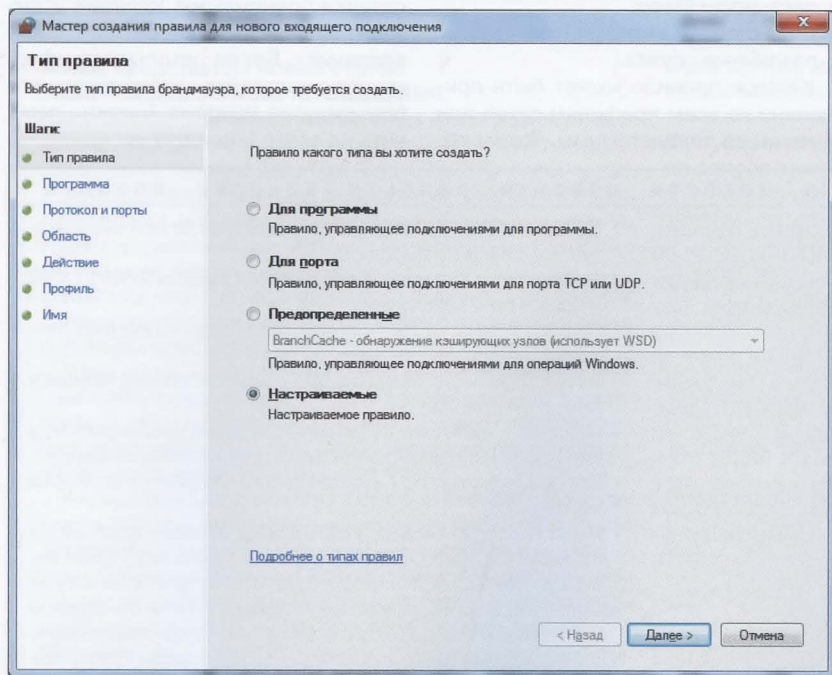 Мастер создания правила для нового входящего подключения
Тип правила
Выберите тип правила брандмауэра, которое требуется создать.
Шаги:
Тип правила
Программа
Протокол и порты
Область
Действие
Профиль
Имя
Правило какого типа вы хотите создать?
Для программы
Правило, управляющее подключениями для программы.
Для порта
Правило, управляющее подключениями для порта TCP или UDP.
Предопределенные
BranchCache - обнаружение кэширующих узлов (использует WSD)
Правило, управляющее подключениями для операций Windows.
Настраиваемые
Настраиваемое правило.
Подробнее о типах правил
< Назад
Далее >
Отмена